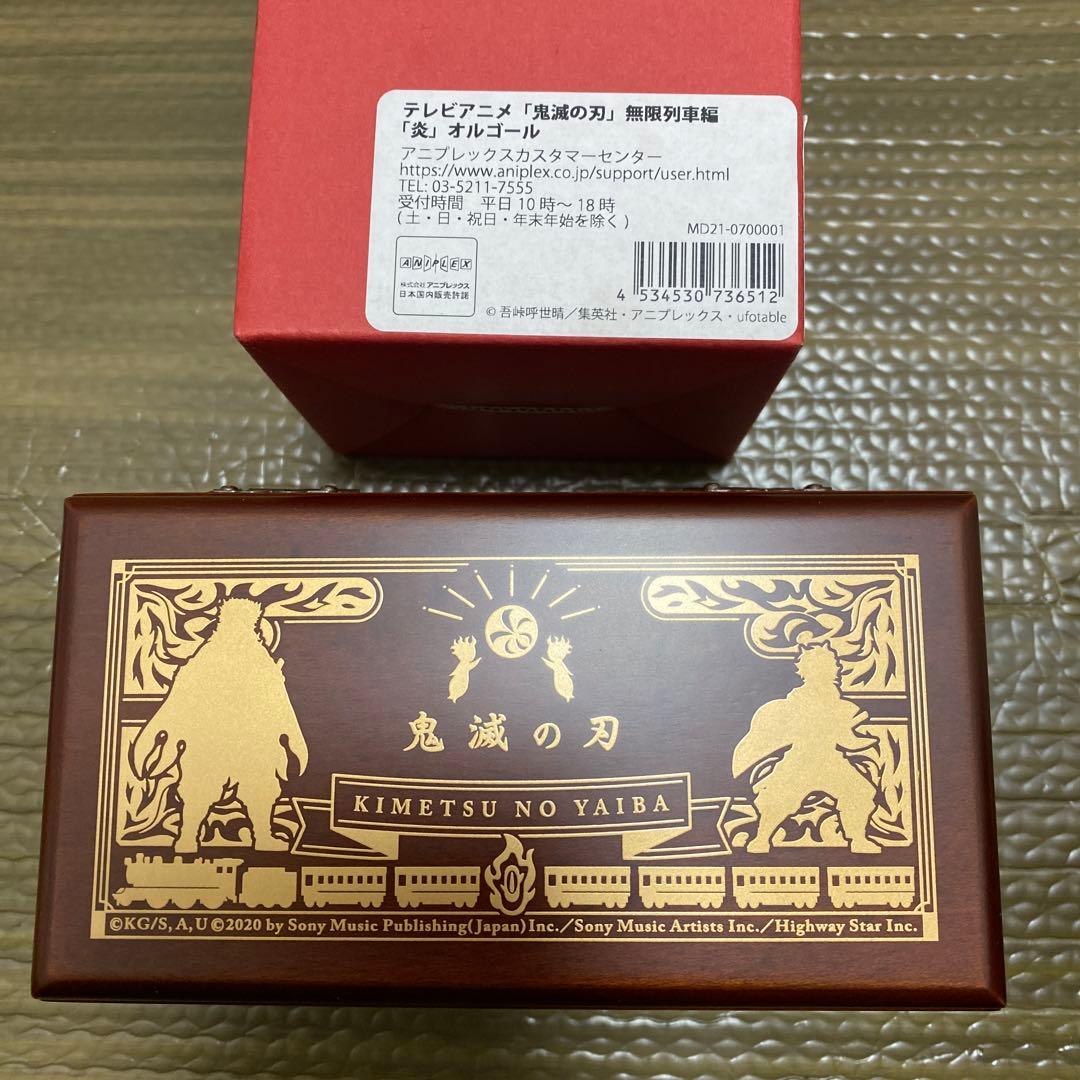 テレビアニメ「鬼滅の刃」無限列車編
「炎」オルゴール
アニプレックスカスタマーセンター
https://www.aniplex.co.jp/support/user.html
TEL: 03-5211-7555
受付時間　平日 10 時～ 18 時
( 土・日・祝日・年末年始を除く )
MD21-0700001
ANIPLEX
株式会社アニプレックス
日本国内販売許諾
4 534530 736512
© 吾峠呼世晴／集英社・アニプレックス・ufotable
鬼滅の刃
KIMETSU NO YAIBA
©KG/S, A, U ©2020 by Sony Music Publishing(Japan)Inc.／Sony Music Artists Inc.／Highway Star Inc.